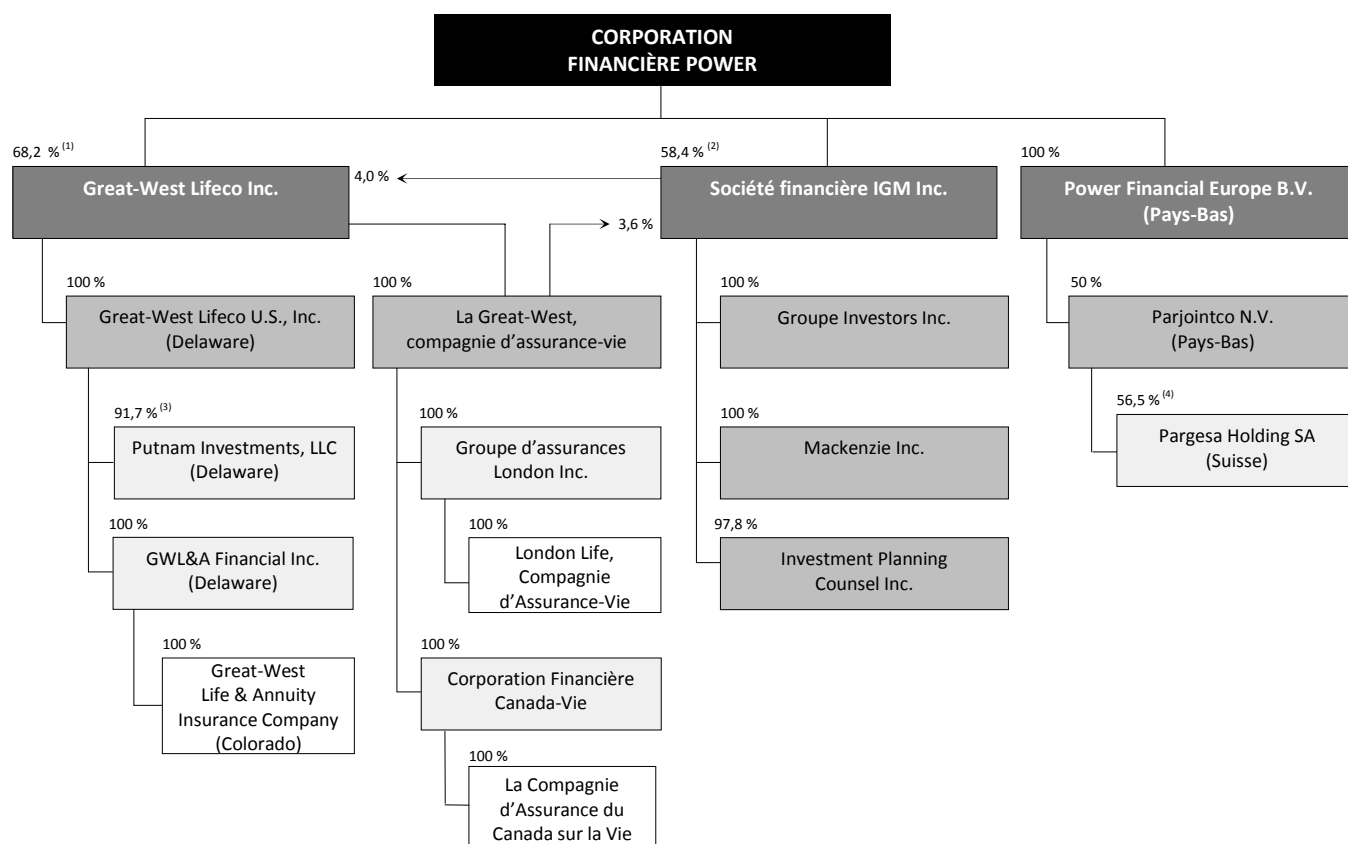 CORPORATION
FINANCIÈRE POWER
68,2 % (1)
Great-West Lifeco Inc.
4,0 %
58,4 % (2)
Société financière IGM Inc.
3,6 %
100 %
Power Financial Europe B.V.
(Pays-Bas)
100 %
Great-West Lifeco U.S., Inc.
(Delaware)
91,7 % (3)
Putnam Investments, LLC
(Delaware)
100 %
GWL&A Financial Inc.
(Delaware)
100 %
Great-West
Life & Annuity
Insurance Company
(Colorado)
100 %
La Great-West,
compagnie d’assurance-vie
100 %
Groupe d’assurances
London Inc.
100 %
London Life,
Compagnie
d’Assurance-Vie
100 %
Corporation Financière
Canada-Vie
100 %
La Compagnie
d’Assurance du
Canada sur la Vie
100 %
Groupe Investors Inc.
100 %
Mackenzie Inc.
97,8 %
Investment Planning
Counsel Inc.
50 %
Parjointco N.V.
(Pays-Bas)
56,5 % (4)
Pargesa Holding SA
(Suisse)